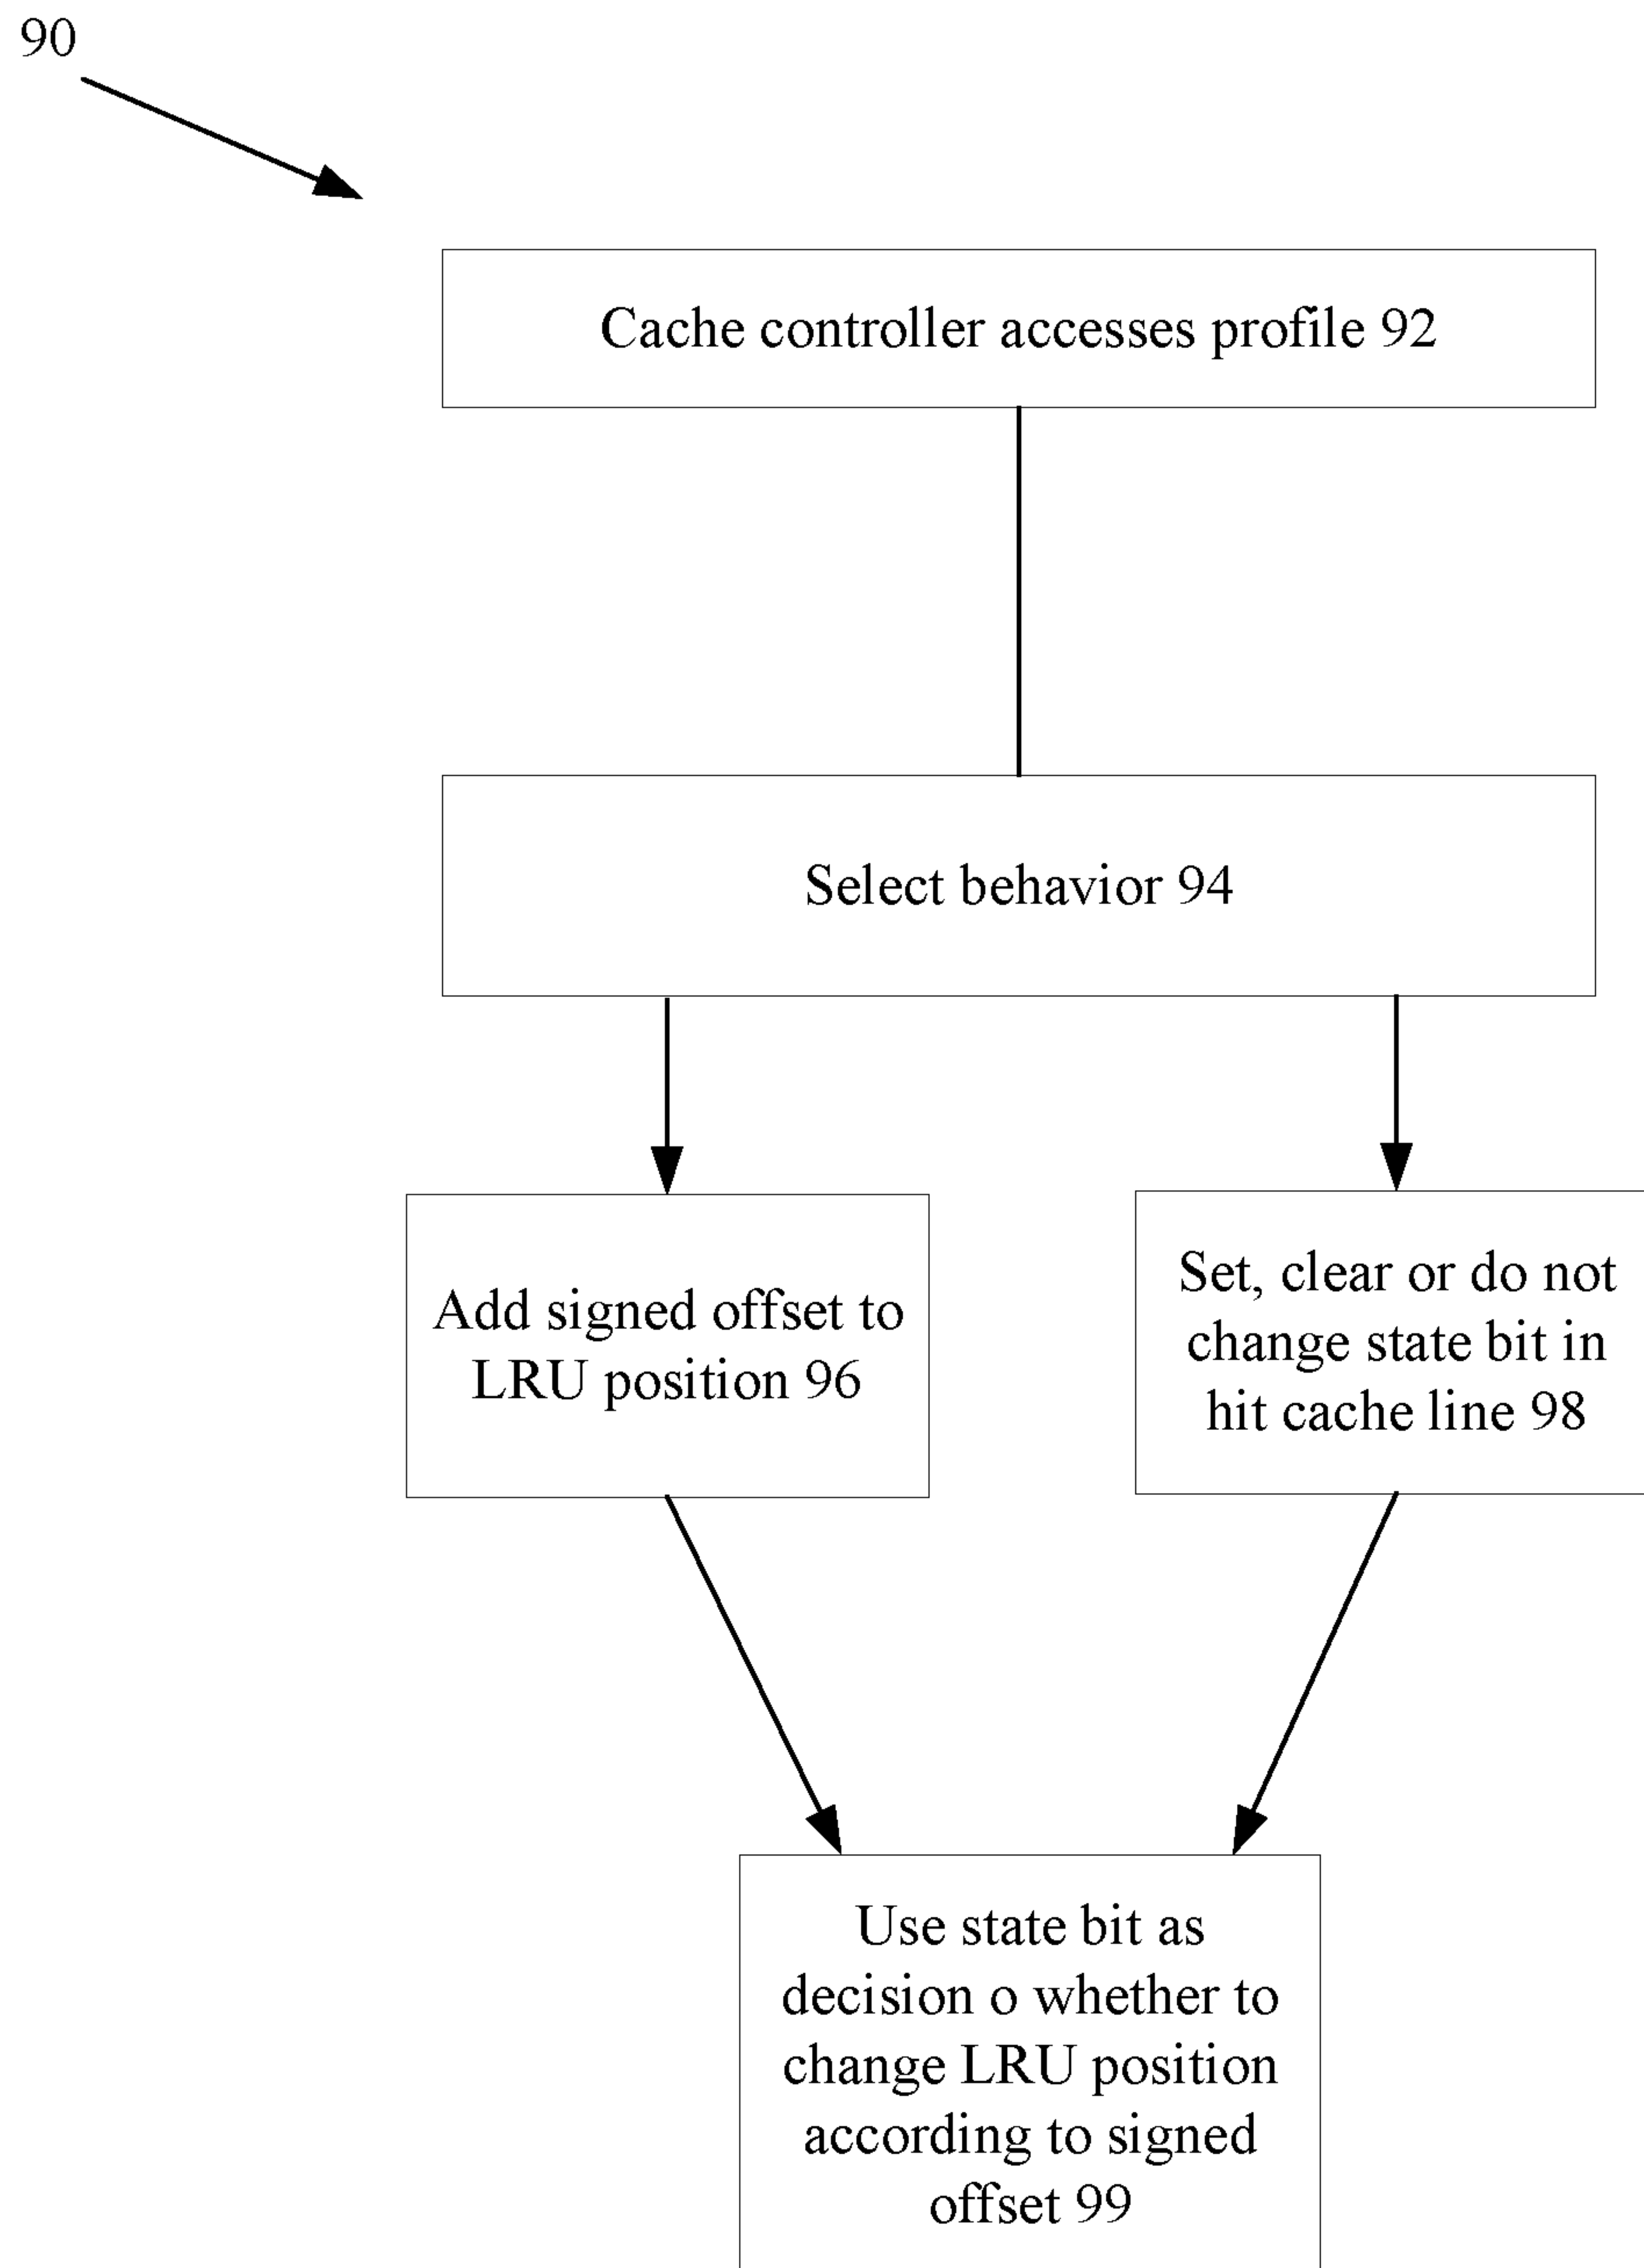 90
Cache controller accesses profile 92
Select behavior 94
Add signed offset to
LRU position 96
Set, clear or do not
change state bit in
hit cache line 98
Use state bit as
decision o whether to
change LRU position
according to signed
offset 99